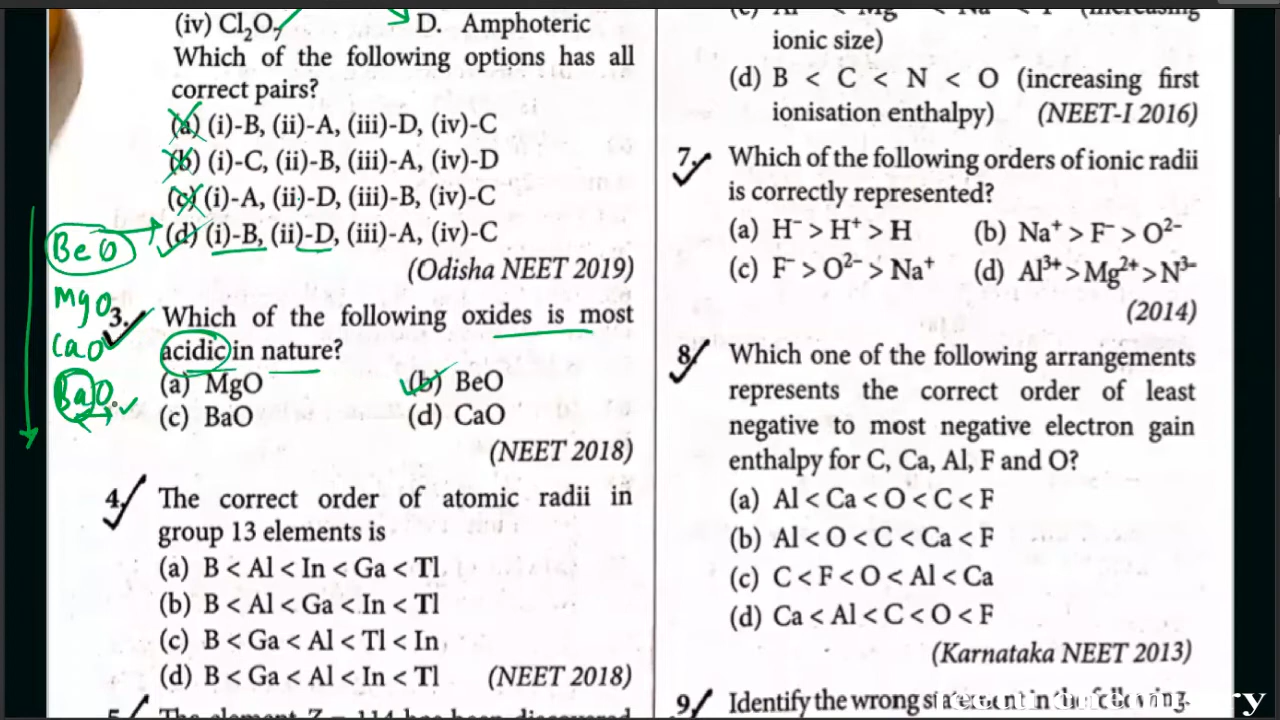 (iv) Cl₂O₇
D. Amphoteric
Which of the following options has all
correct pairs?
(a) (i)-B, (ii)-A, (iii)-D, (iv)-C
(b) (i)-C, (ii)-B, (iii)-A, (iv)-D
(c) (i)-A, (ii)-D, (iii)-B, (iv)-C
(d) (i)-B, (ii)-D, (iii)-A, (iv)-C
(Odisha NEET 2019)
BeO
MgO
CaO
BaO
3. Which of the following oxides is most
acidic in nature?
(a) MgO (b) BeO
(c) BaO (d) CaO
(NEET 2018)
4. The correct order of atomic radii in
group 13 elements is
(a) B < Al < In < Ga < Tl
(b) B < Al < Ga < In < Tl
(c) B < Ga < Al < Tl < In
(d) B < Ga < Al < In < Tl (NEET 2018)
5. The element Z = 114 has been discovered
ionic size)
(d) B < C < N < O (increasing first
ionisation enthalpy) (NEET-I 2016)
7. Which of the following orders of ionic radii
is correctly represented?
(a) H⁻ > H⁺ > H (b) Na⁺ > F⁻ > O²⁻
(c) F⁻ > O²⁻ > Na⁺ (d) Al³⁺ > Mg²⁺ > N³⁻
(2014)
8. Which one of the following arrangements
represents the correct order of least
negative to most negative electron gain
enthalpy for C, Ca, Al, F and O?
(a) Al < Ca < O < C < F
(b) Al < O < C < Ca < F
(c) C < F < O < Al < Ca
(d) Ca < Al < C < O < F
(Karnataka NEET 2013)
9. Identify the wrong statement in the following.